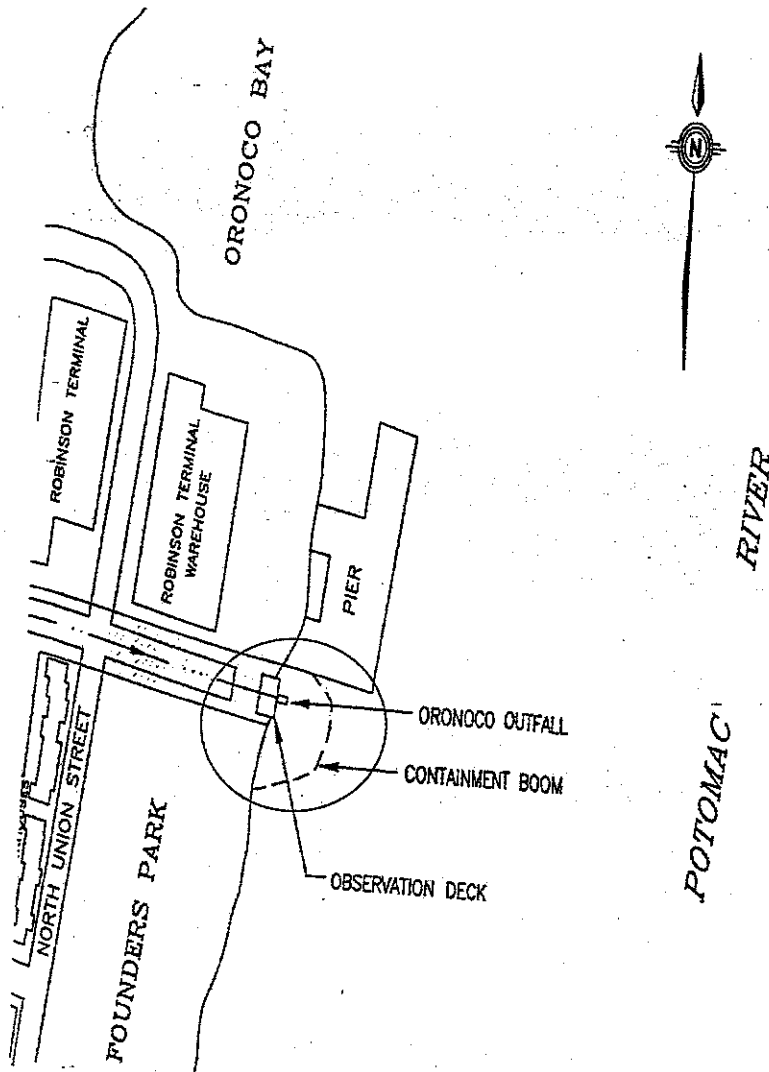 ORONOCO BAY
N
ROBINSON TERMINAL
ROBINSON TERMINAL
WAREHOUSE
PIER
RIVER
ORONOCO OUTFALL
CONTAINMENT BOOM
POTOMAC
NORTH UNION STREET
OBSERVATION DECK
FOUNDERS PARK